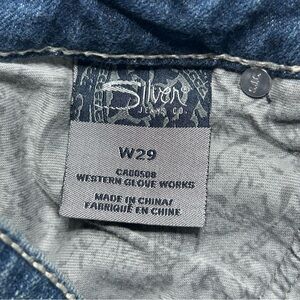 Silver
JEANS CO.
W29
CA00508
WESTERN GLOVE WORKS
MADE IN CHINA/
FABRIQUÉ EN CHINE